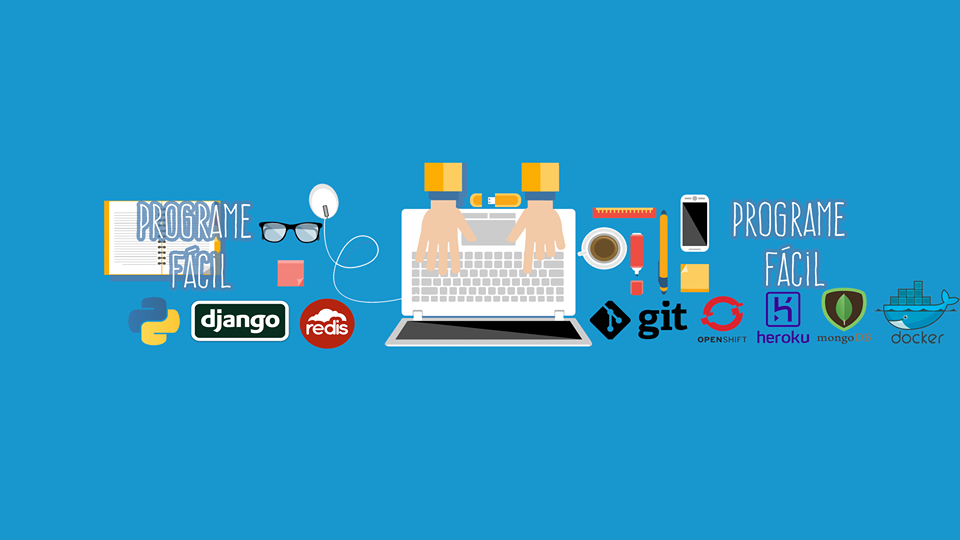 PROGRAME
FÁCIL
PROGRAME
FÁCIL
django
redis
git
OPENSHIFT
heroku
mongoDB
docker